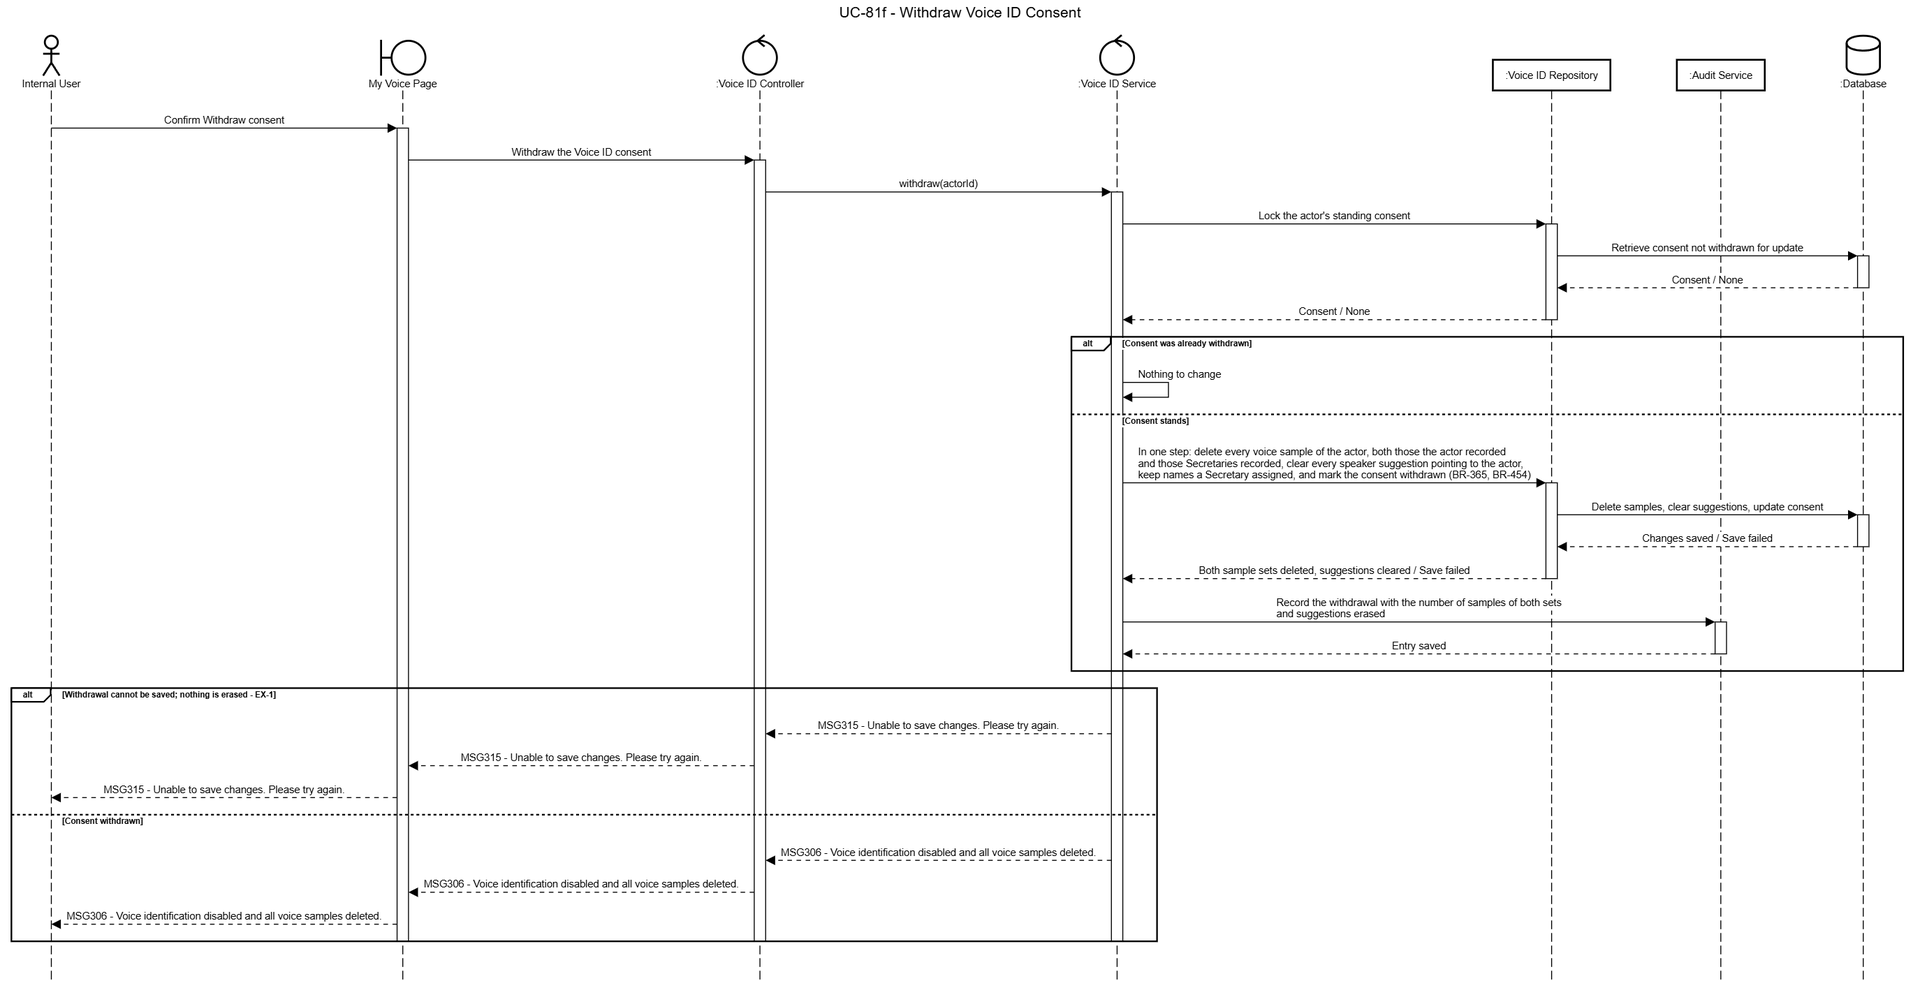 UC-81f - Withdraw Voice ID Consent
Internal User
My Voice Page
:Voice ID Controller
:Voice ID Service
:Voice ID Repository
:Audit Service
:Database
Confirm Withdraw consent
Withdraw the Voice ID consent
withdraw(actorId)
Lock the actor's standing consent
Retrieve consent not withdrawn for update
Consent / None
Consent / None
alt
[Consent was already withdrawn]
Nothing to change
[Consent stands]
In one step: delete every voice sample of the actor, both those the actor recorded
and those Secretaries recorded, clear every speaker suggestion pointing to the actor,
keep names a Secretary assigned, and mark the consent withdrawn (BR-365, BR-454)
Delete samples, clear suggestions, update consent
Changes saved / Save failed
Both sample sets deleted, suggestions cleared / Save failed
Record the withdrawal with the number of samples of both sets
and suggestions erased
Entry saved
alt
[Withdrawal cannot be saved; nothing is erased - EX-1]
MSG315 - Unable to save changes. Please try again.
MSG315 - Unable to save changes. Please try again.
MSG315 - Unable to save changes. Please try again.
[Consent withdrawn]
MSG306 - Voice identification disabled and all voice samples deleted.
MSG306 - Voice identification disabled and all voice samples deleted.
MSG306 - Voice identification disabled and all voice samples deleted.